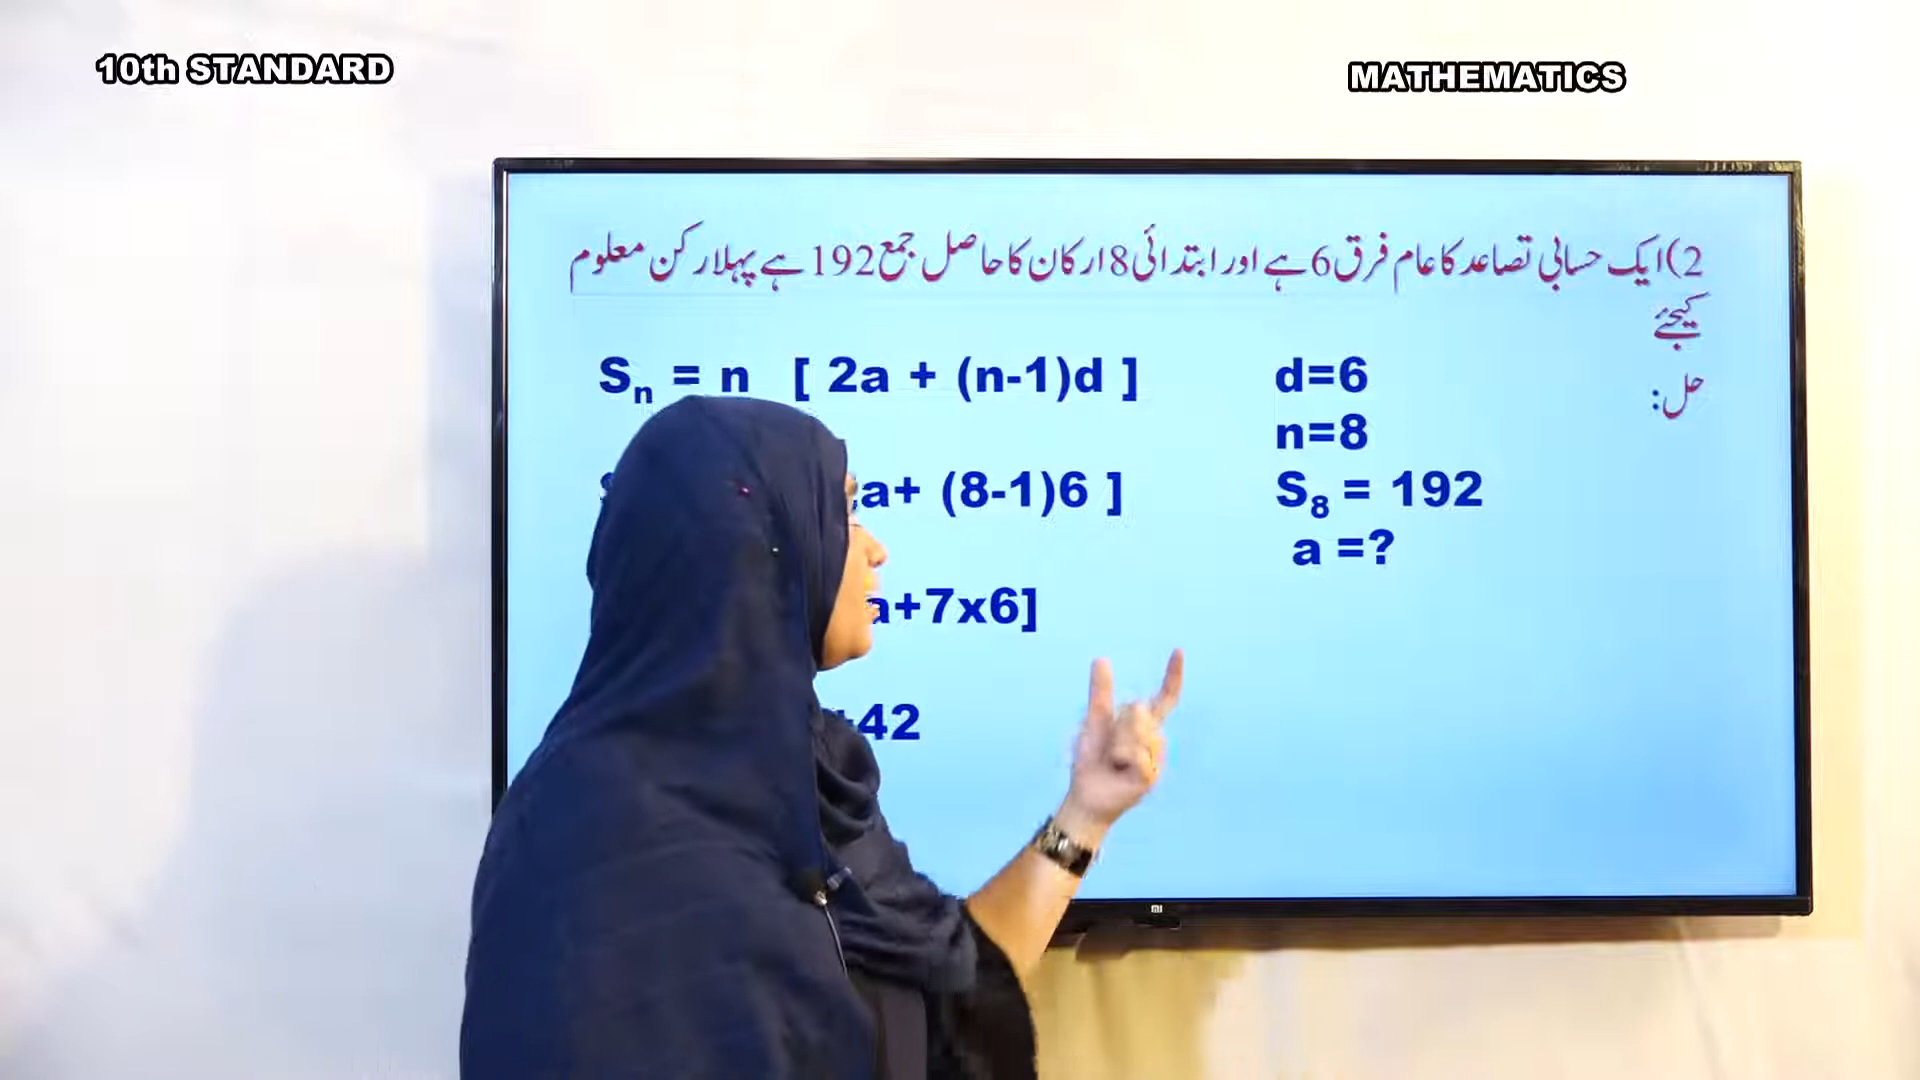 10th STANDARD
MATHEMATICS
2)ایک حسابی تصاعد کا عام فرق 6 ہے اور ابتدائی 8 ارکان کا حاصل جمع 192 ہے پہلا رکن معلوم
کیجئے
حل:
Sₙ = n [ 2a + (n-1)d ]
a+ (8-1)6 ]
a+7x6]
+42
d=6
n=8
S₈ = 192
a =?
mi